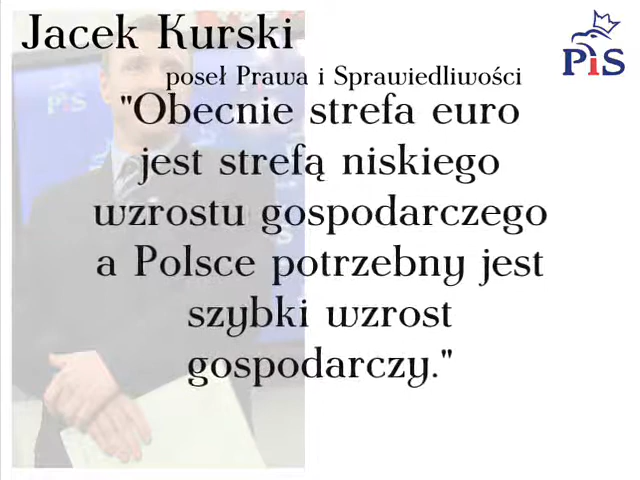 Jacek Kurski
PiS
poseł Prawa i Sprawiedliwości
PiS
"Obecnie strefa euro
jest strefą niskiego
wzrostu gospodarczego
a Polsce potrzebny jest
szybki wzrost
gospodarczy."